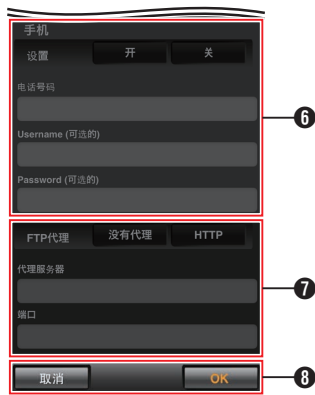 手机
设置 开 关
电话号码
Username (可选的)
Password (可选的)
6
FTP代理 没有代理 HTTP
代理服务器
端口
7
取消 OK
8